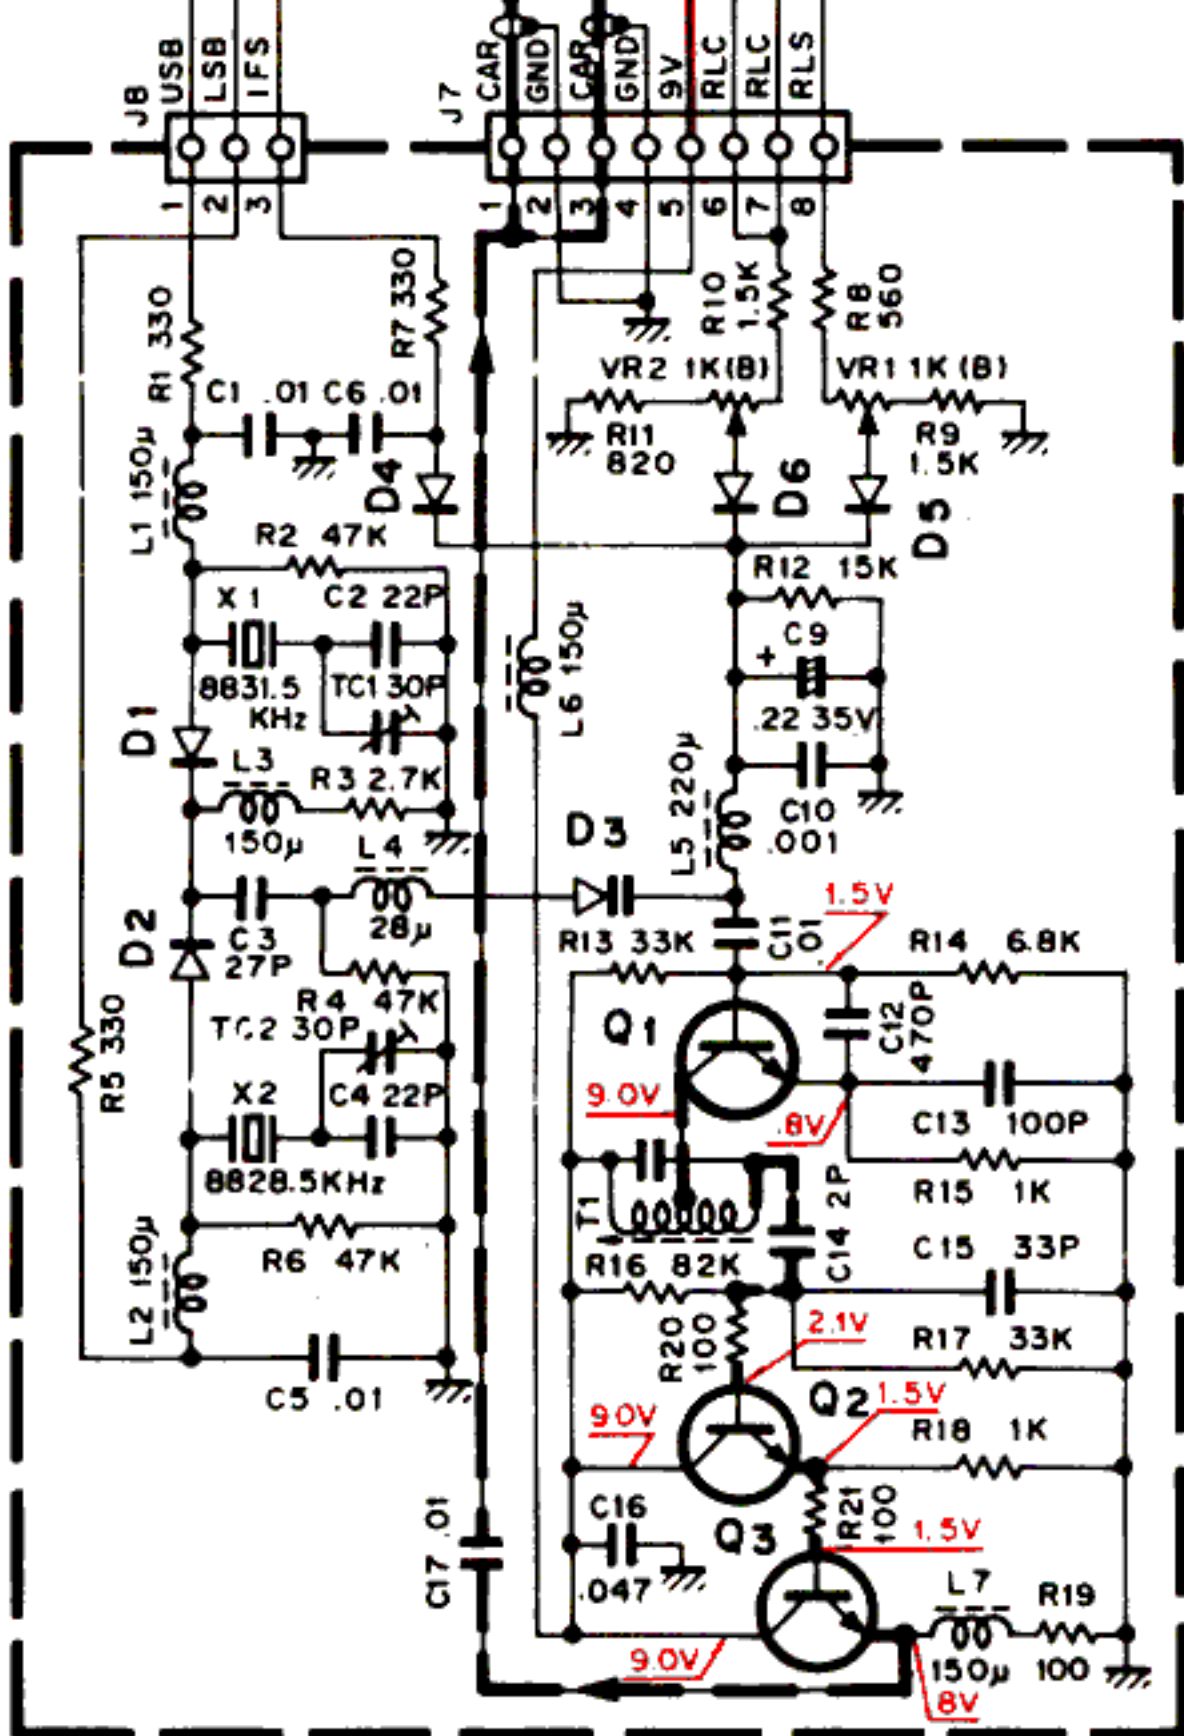 J8
USB
LSB
IFS
J7
CAR
GND
CAR
GND
9V
RLC
RLC
RLS
1
2
3
1
2
3
4
5
6
7
8
R1 330
R7 330
R10
1.5K
R8
560
C1 .01 C6 .01
VR2 1K(B)
VR1 1K (B)
R11
820
R9
1.5K
L1 150μ
D4
D6
D5
R2 47K
R12 15K
X1
C2 22P
8831.5
KHz
TC1 30P
L6 150μ
C9
+
.22 35V
D1
L3
150μ
R3 2.7K
L5 220μ
C10
.001
L4
28μ
D3
D2
C3
27P
C11
.01
1.5V
R13 33K
R14 6.8K
R4 47K
TC2 30P
R5 330
Q1
C12
470P
X2
C4 22P
9.0V
.8V
C13 100P
8828.5KHz
R15 1K
T1
C14 2P
L2 150μ
R6 47K
R16 82K
C15 33P
R20
100
2.1V
R17 33K
C5 .01
9.0V
Q2
1.5V
R18 1K
C17 .01
C16
.047
Q3
R21
100
1.5V
L7
150μ
R19
100
9.0V
.8V